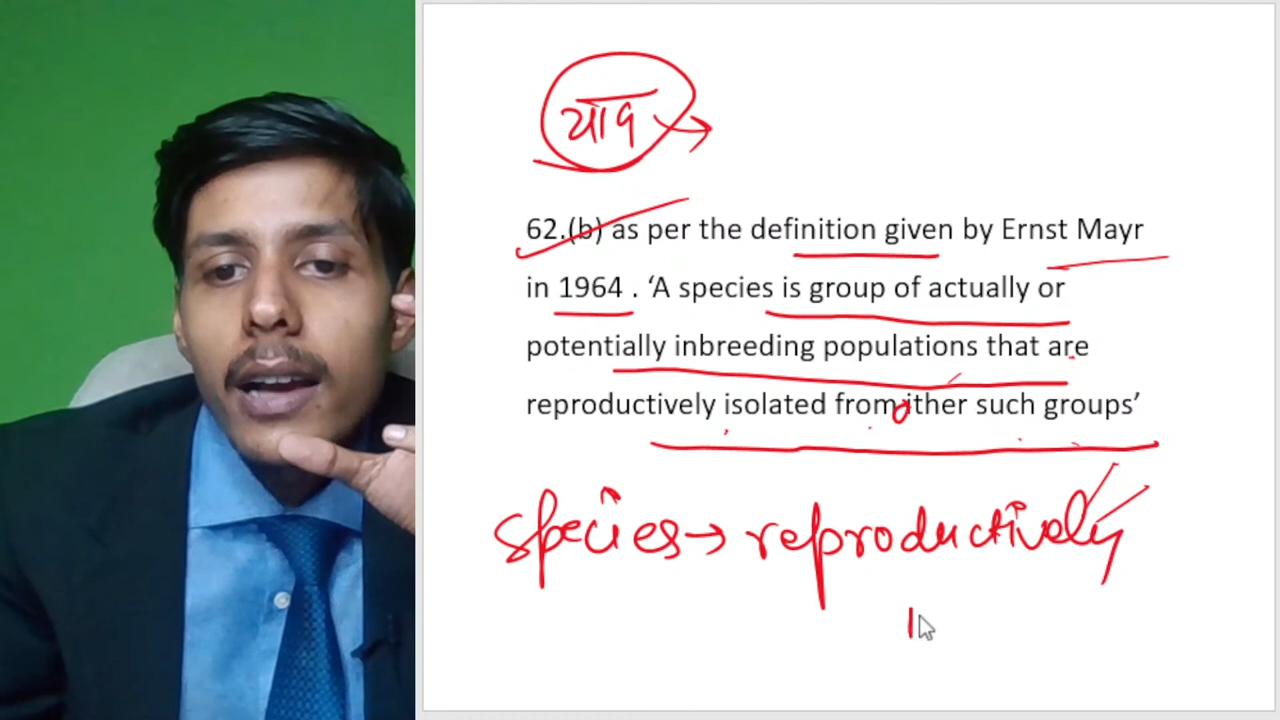 याव
62.(b) as per the definition given by Ernst Mayr
in 1964 . ‘A species is group of actually or
potentially inbreeding populations that are
reproductively isolated from ither such groups’
species → reproductively